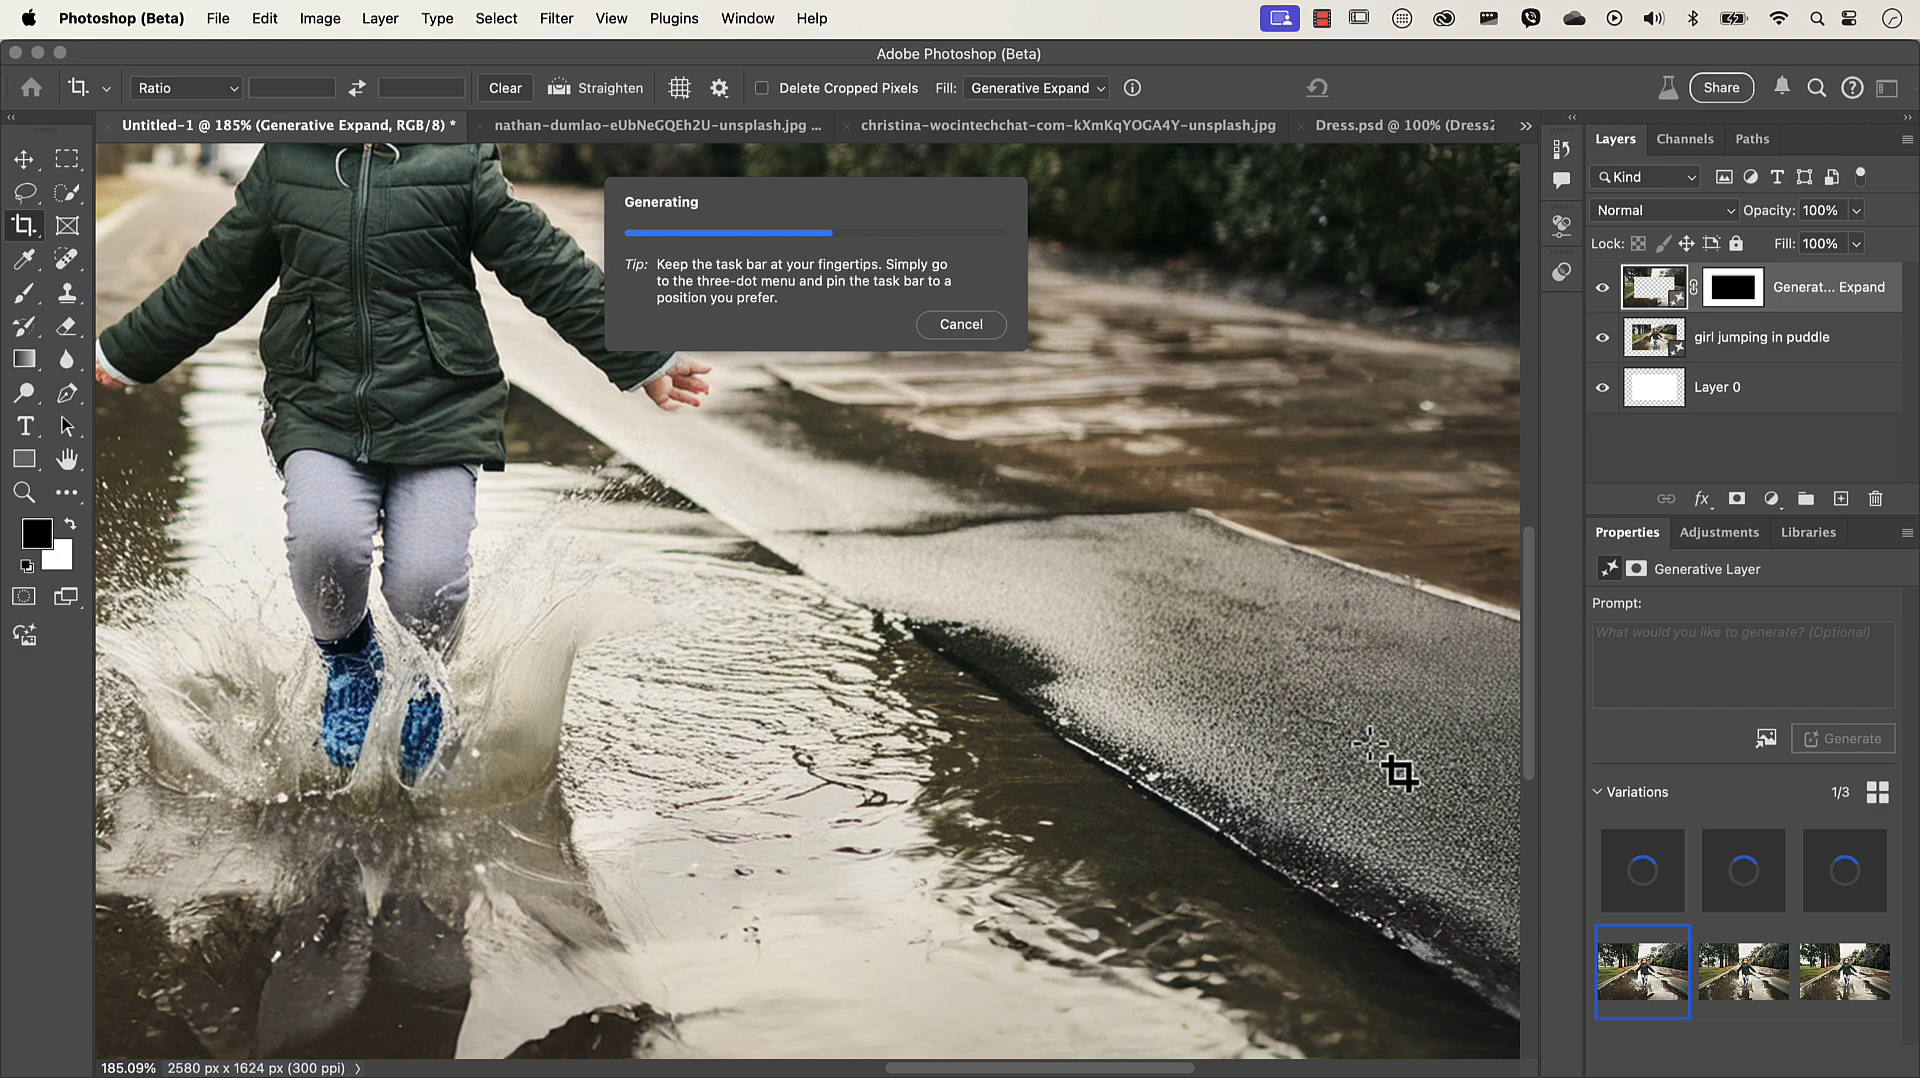 Photoshop (Beta) File Edit Image Layer Type Select Filter View Plugins Window Help
Adobe Photoshop (Beta)
Ratio Clear Straighten Delete Cropped Pixels Fill: Generative Expand Share
Untitled-1 @ 185% (Generative Expand, RGB/8) * nathan-dumlao-eUbNeGQEh2U-unsplash.jpg ... christina-wocintechchat-com-kXmKqYOGA4Y-unsplash.jpg Dress.psd @ 100% (Dress2
Generating
Tip: Keep the task bar at your fingertips. Simply go
to the three-dot menu and pin the task bar to a
position you prefer.
Cancel
Layers Channels Paths
Kind
Normal Opacity: 100%
Lock: Fill: 100%
Generat... Expand
girl jumping in puddle
Layer 0
fx
Properties Adjustments Libraries
Generative Layer
Prompt:
What would you like to generate? (Optional)
Generate
Variations 1/3
185.09% 2580 px x 1624 px (300 ppi)